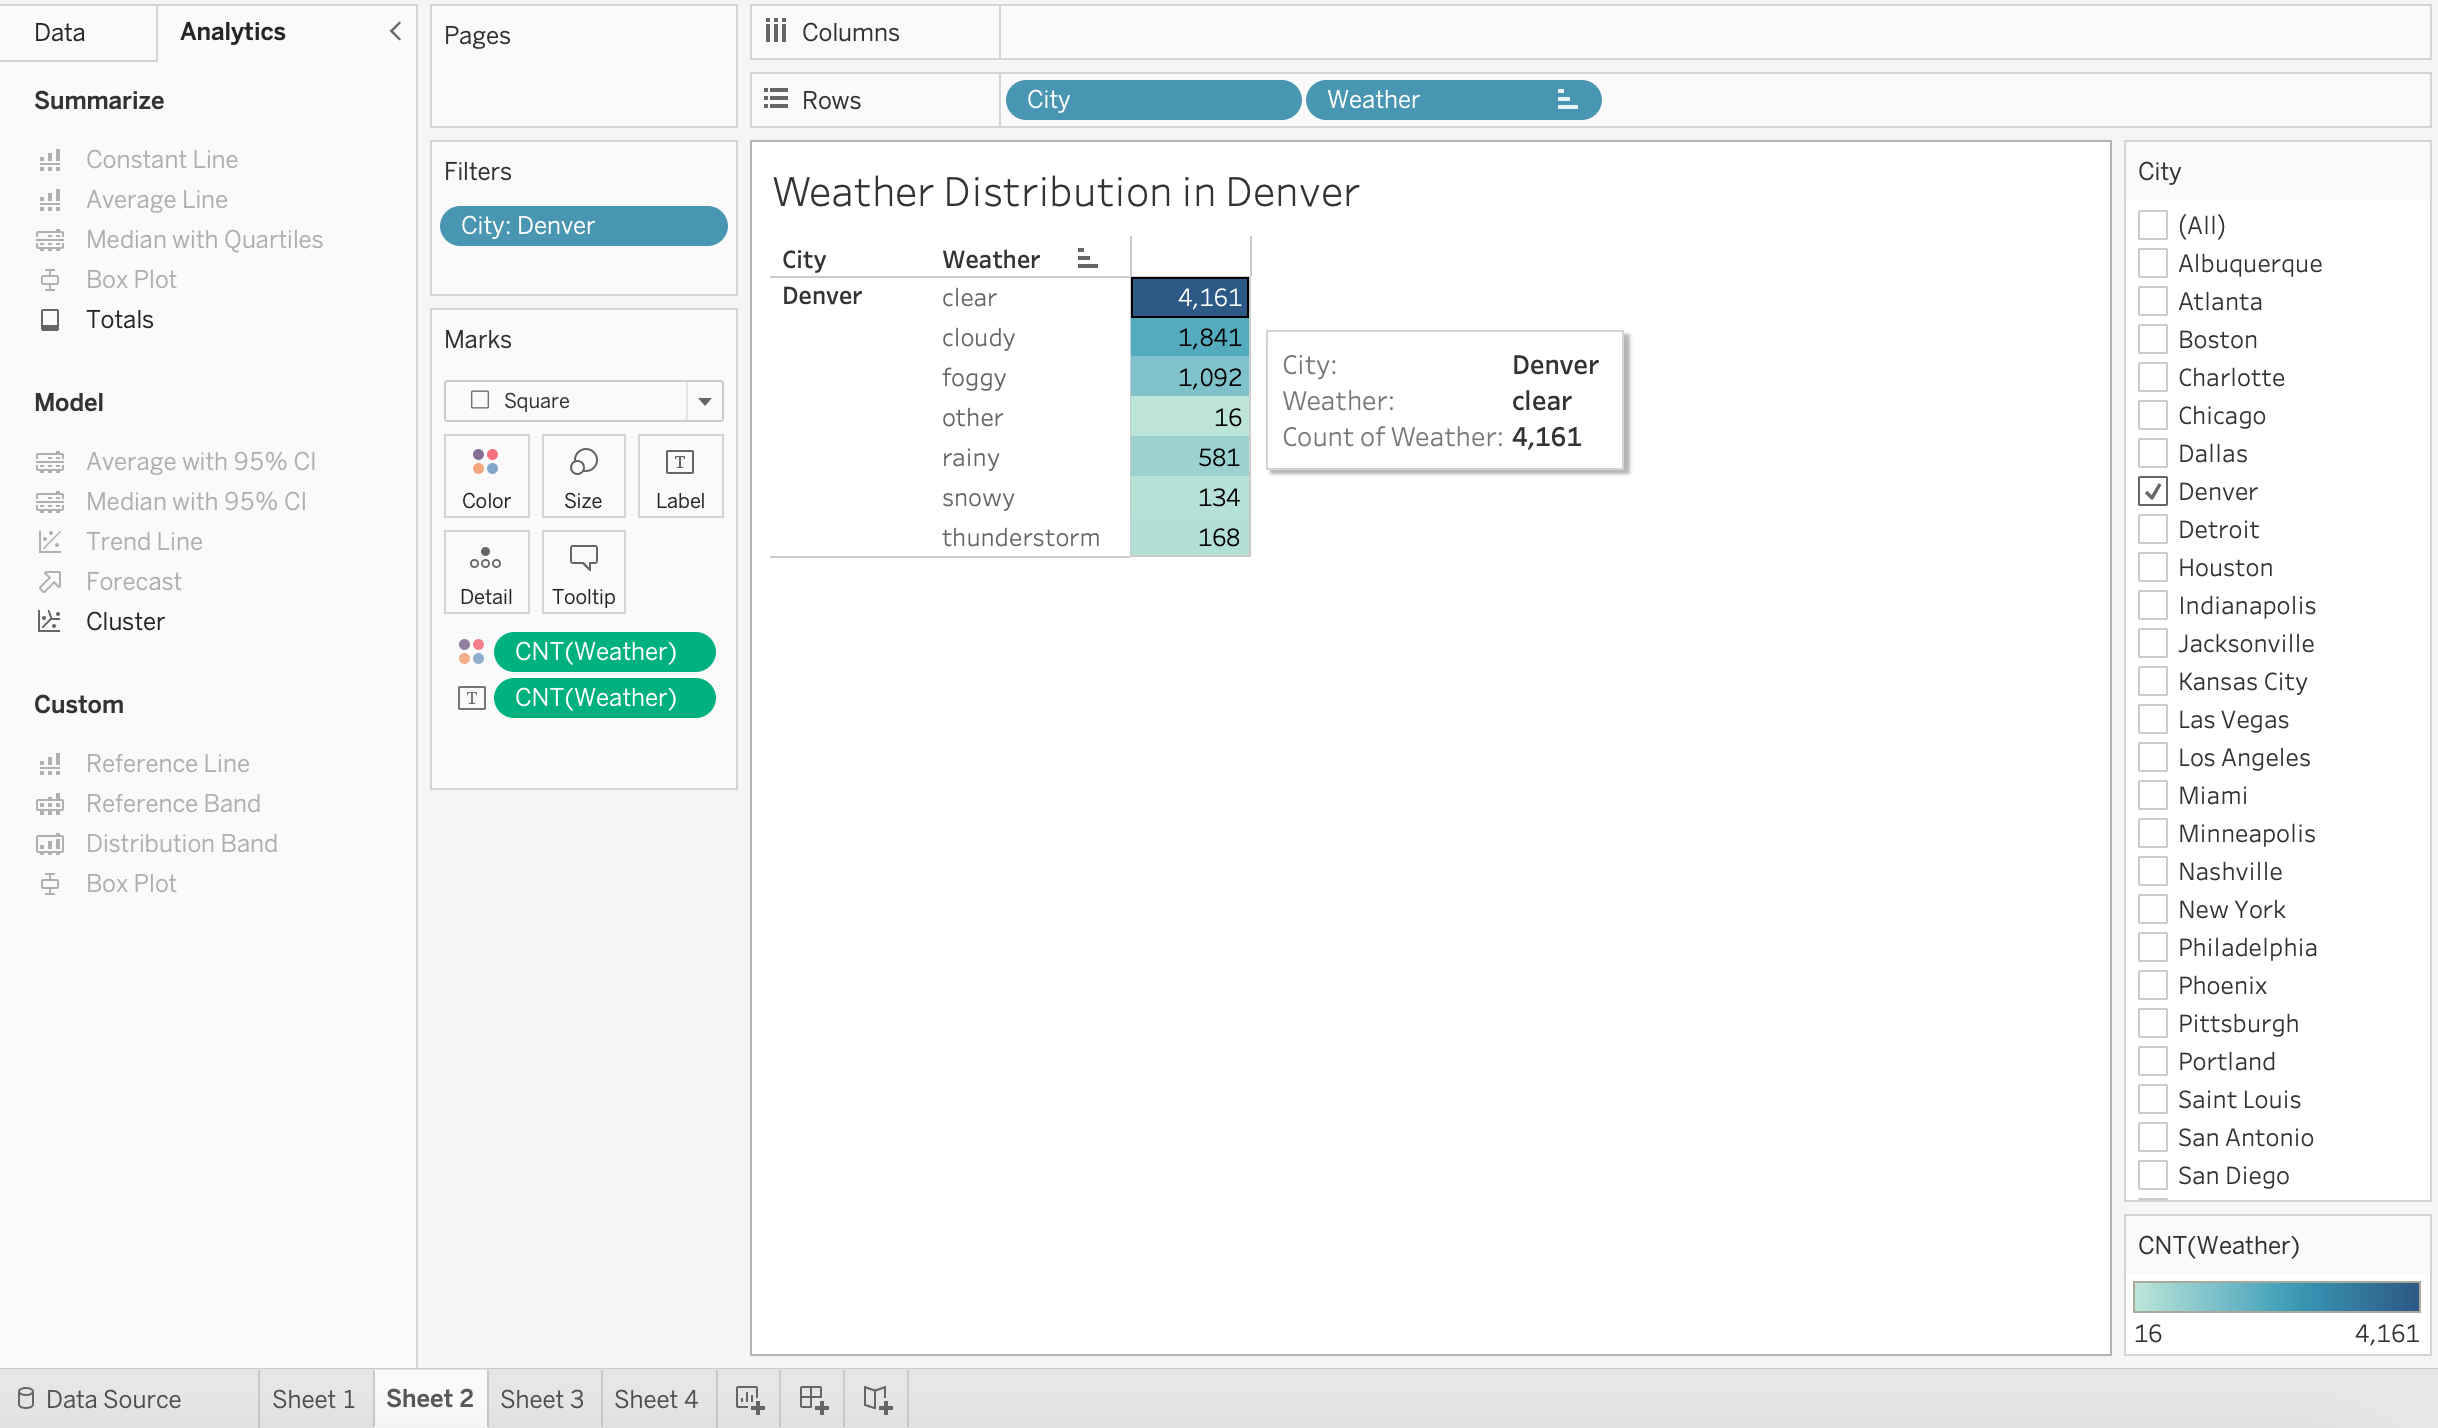 Data
Analytics
Summarize
Constant Line
Average Line
Median with Quartiles
Box Plot
Totals
Model
Average with 95% CI
Median with 95% CI
Trend Line
Forecast
Cluster
Custom
Reference Line
Reference Band
Distribution Band
Box Plot
Pages
Filters
City: Denver
Marks
Square
Color
Size
Label
Detail
Tooltip
CNT(Weather)
CNT(Weather)
Columns
Rows
City
Weather
Weather Distribution in Denver
City Weather
Denver clear 4,161
cloudy 1,841
foggy 1,092
other 16
rainy 581
snowy 134
thunderstorm 168
City: Denver
Weather: clear
Count of Weather: 4,161
City
(All)
Albuquerque
Atlanta
Boston
Charlotte
Chicago
Dallas
Denver
Detroit
Houston
Indianapolis
Jacksonville
Kansas City
Las Vegas
Los Angeles
Miami
Minneapolis
Nashville
New York
Philadelphia
Phoenix
Pittsburgh
Portland
Saint Louis
San Antonio
San Diego
CNT(Weather)
16 4,161
Data Source
Sheet 1
Sheet 2
Sheet 3
Sheet 4